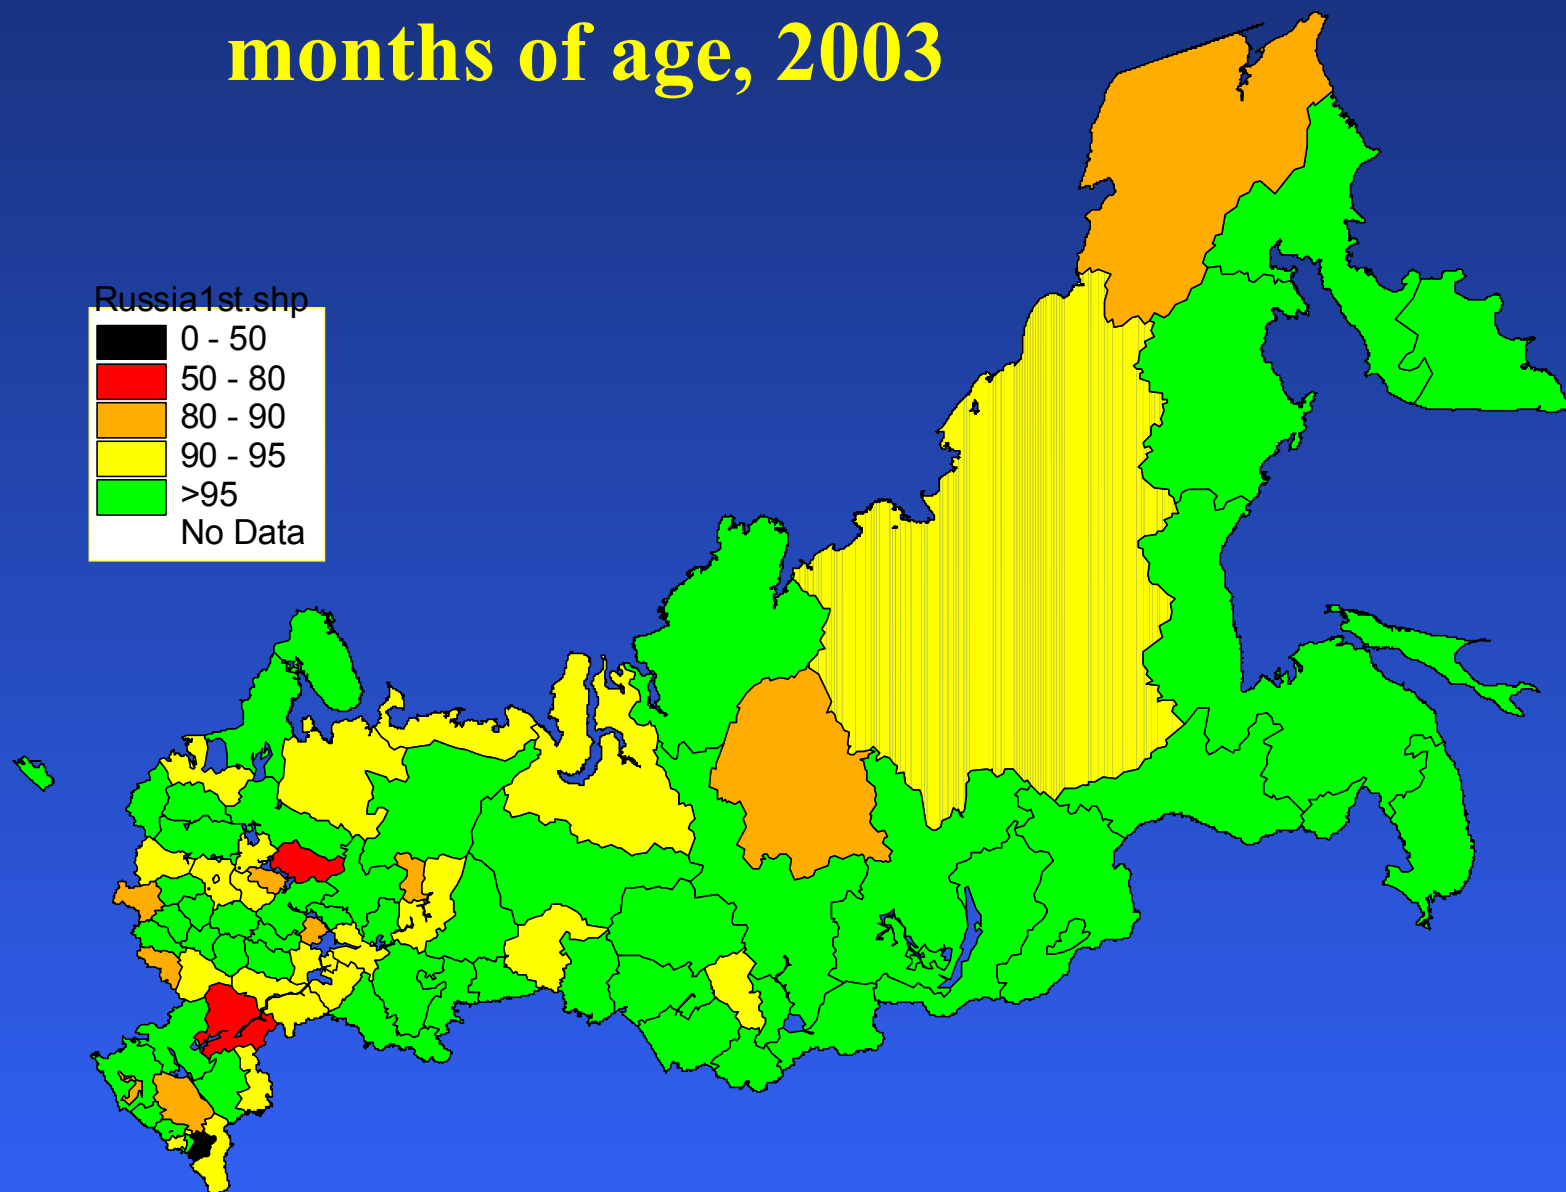 months of age, 2003
Russia1st.shp
0 - 50
50 - 80
80 - 90
90 - 95
>95
No Data